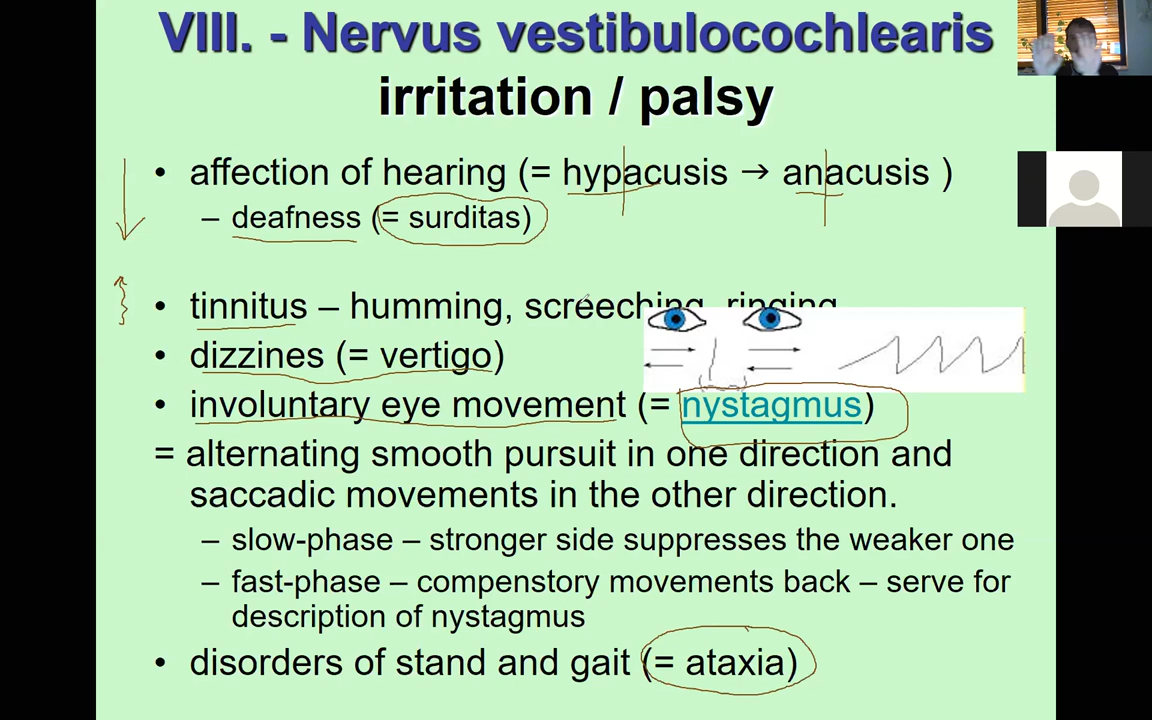 VIII. - Nervus vestibulocochlearis
irritation / palsy
• affection of hearing (= hypacusis → anacusis )
– deafness (= surditas)
• tinnitus – humming, screeching, ringing
• dizzines (= vertigo)
• involuntary eye movement (= nystagmus)
= alternating smooth pursuit in one direction and
saccadic movements in the other direction.
– slow-phase – stronger side suppresses the weaker one
– fast-phase – compenstory movements back – serve for
description of nystagmus
• disorders of stand and gait (= ataxia)